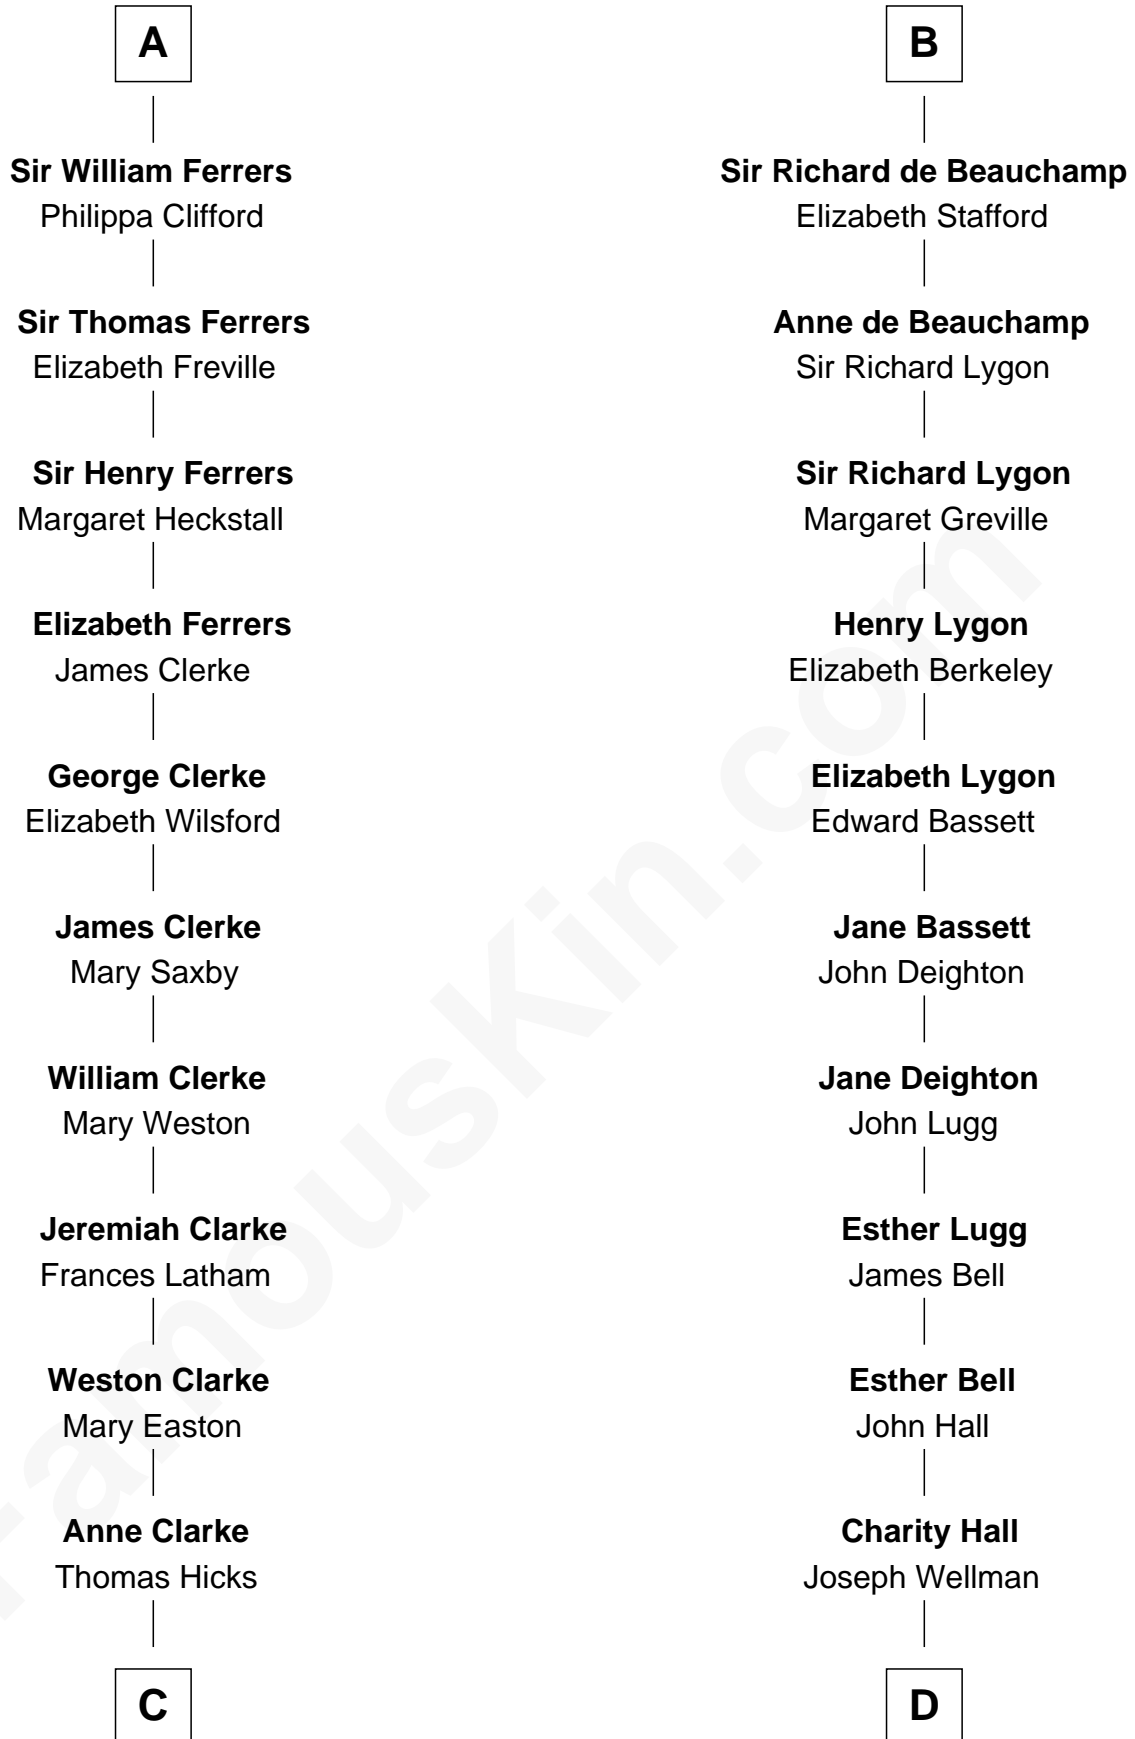 A
Sir William Ferrers
Philippa Clifford
Sir Thomas Ferrers
Elizabeth Freville
Sir Henry Ferrers
Margaret Heckstall
Elizabeth Ferrers
James Clerke
George Clerke
Elizabeth Wilsford
James Clerke
Mary Saxby
William Clerke
Mary Weston
Jeremiah Clarke
Frances Latham
Weston Clarke
Mary Easton
Anne Clarke
Thomas Hicks
C
B
Sir Richard de Beauchamp
Elizabeth Stafford
Anne de Beauchamp
Sir Richard Lygon
Sir Richard Lygon
Margaret Greville
Henry Lygon
Elizabeth Berkeley
Elizabeth Lygon
Edward Bassett
Jane Bassett
John Deighton
Jane Deighton
John Lugg
Esther Lugg
James Bell
Esther Bell
John Hall
Charity Hall
Joseph Wellman
D
FamousKin.com